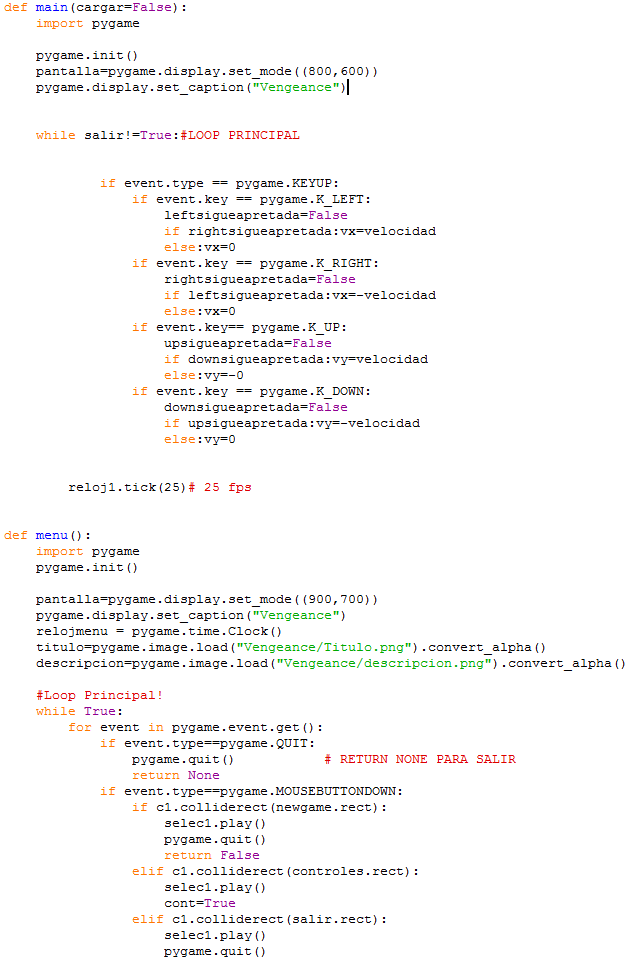 def main(cargar=False):
    import pygame

    pygame.init()
    pantalla=pygame.display.set_mode((800,600))
    pygame.display.set_caption("Vengeance")


    while salir!=True:#LOOP PRINCIPAL


            if event.type == pygame.KEYUP:
                if event.key == pygame.K_LEFT:
                    leftsigueapretada=False
                    if rightsigueapretada:vx=velocidad
                    else:vx=0
                if event.key == pygame.K_RIGHT:
                    rightsigueapretada=False
                    if leftsigueapretada:vx=-velocidad
                    else:vx=0
                if event.key== pygame.K_UP:
                    upsigueapretada=False
                    if downsigueapretada:vy=velocidad
                    else:vy=-0
                if event.key == pygame.K_DOWN:
                    downsigueapretada=False
                    if upsigueapretada:vy=-velocidad
                    else:vy=0


        reloj1.tick(25)# 25 fps


def menu():
    import pygame
    pygame.init()

    pantalla=pygame.display.set_mode((900,700))
    pygame.display.set_caption("Vengeance")
    relojmenu = pygame.time.Clock()
    titulo=pygame.image.load("Vengeance/Titulo.png").convert_alpha()
    descripcion=pygame.image.load("Vengeance/descripcion.png").convert_alpha()

    #Loop Principal!
    while True:
        for event in pygame.event.get():
            if event.type==pygame.QUIT:
                pygame.quit()           # RETURN NONE PARA SALIR
                return None
            if event.type==pygame.MOUSEBUTTONDOWN:
                if c1.colliderect(newgame.rect):
                    selec1.play()
                    pygame.quit()
                    return False
                elif c1.colliderect(controles.rect):
                    selec1.play()
                    cont=True
                elif c1.colliderect(salir.rect):
                    selec1.play()
                    pygame.quit()